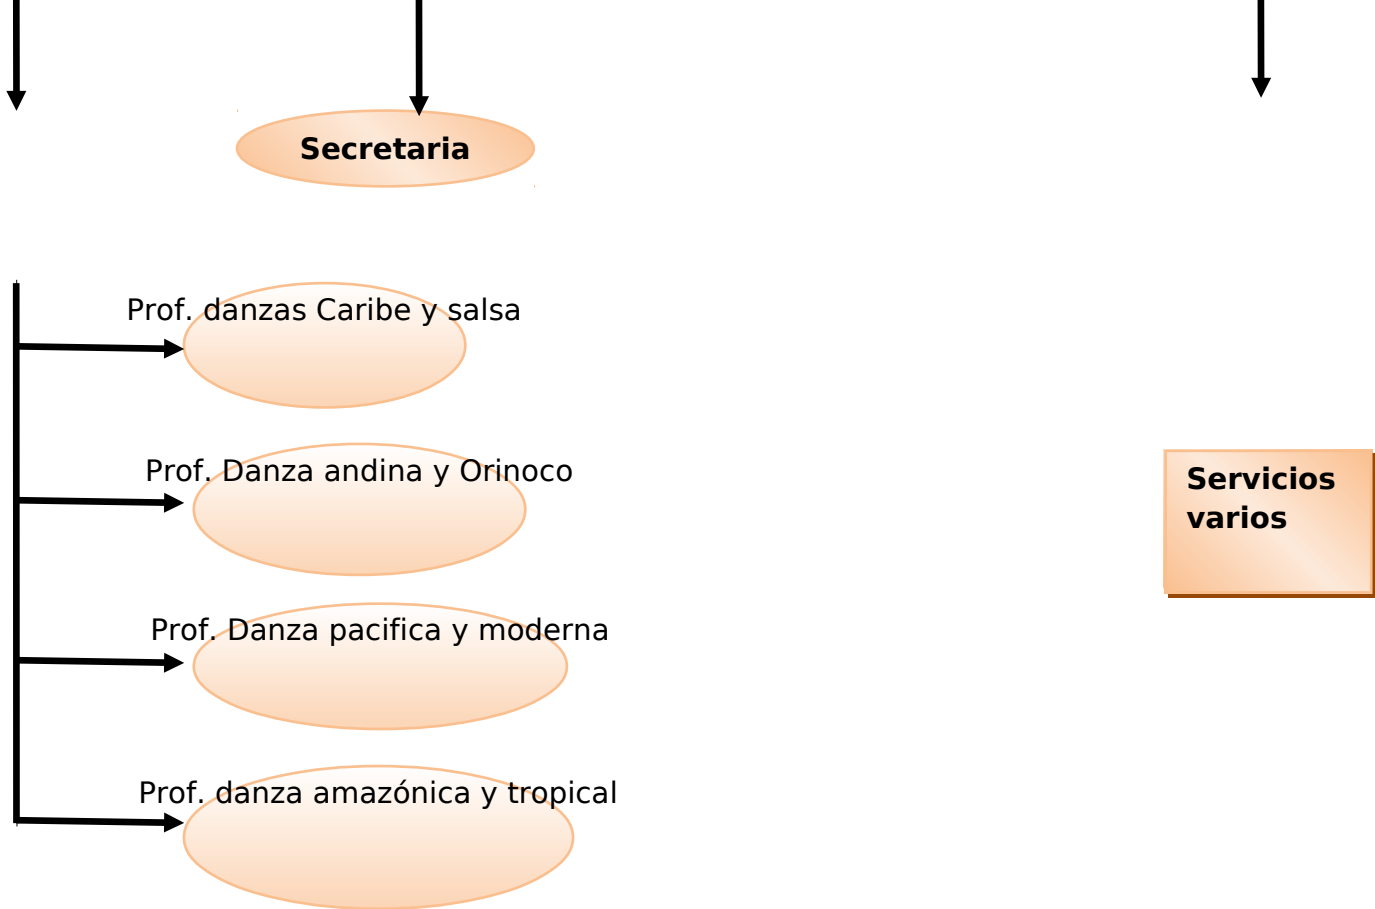 Secretaria
Prof. danzas Caribe y salsa
Prof. Danza andina y Orinoco
Servicios
varios
Prof. Danza pacifica y moderna
Prof. danza amazónica y tropical